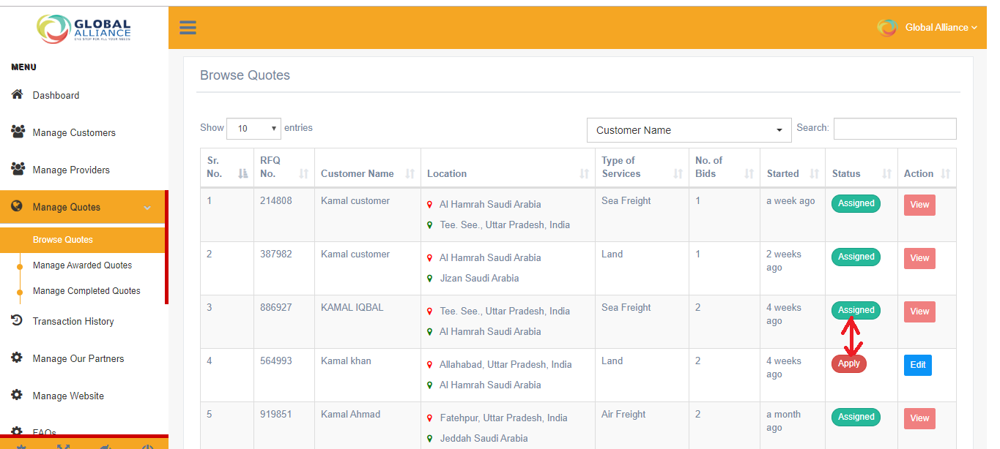 GLOBAL
ALLIANCE
ONE STOP FOR ALL YOUR NEEDS
Global Alliance
MENU
Dashboard
Manage Customers
Manage Providers
Manage Quotes
Browse Quotes
Manage Awarded Quotes
Manage Completed Quotes
Transaction History
Manage Our Partners
Manage Website
FAQs
Browse Quotes
Show 10 entries
Customer Name
Search:
Sr. No. RFQ No. Customer Name Location Type of Services No. of Bids Started Status Action
1 214808 Kamal customer Al Hamrah Saudi Arabia Sea Freight 1 a week ago Assigned View
Tee. See., Uttar Pradesh, India
2 387982 Kamal customer Al Hamrah Saudi Arabia Land 1 2 weeks ago Assigned View
Jizan Saudi Arabia
3 886927 KAMAL IQBAL Tee. See., Uttar Pradesh, India Sea Freight 2 4 weeks ago Assigned View
Al Hamrah Saudi Arabia
4 564993 Kamal khan Allahabad, Uttar Pradesh, India Land 2 4 weeks ago Apply Edit
Al Hamrah Saudi Arabia
5 919851 Kamal Ahmad Fatehpur, Uttar Pradesh, India Air Freight 2 a month ago Assigned View
Jeddah Saudi Arabia